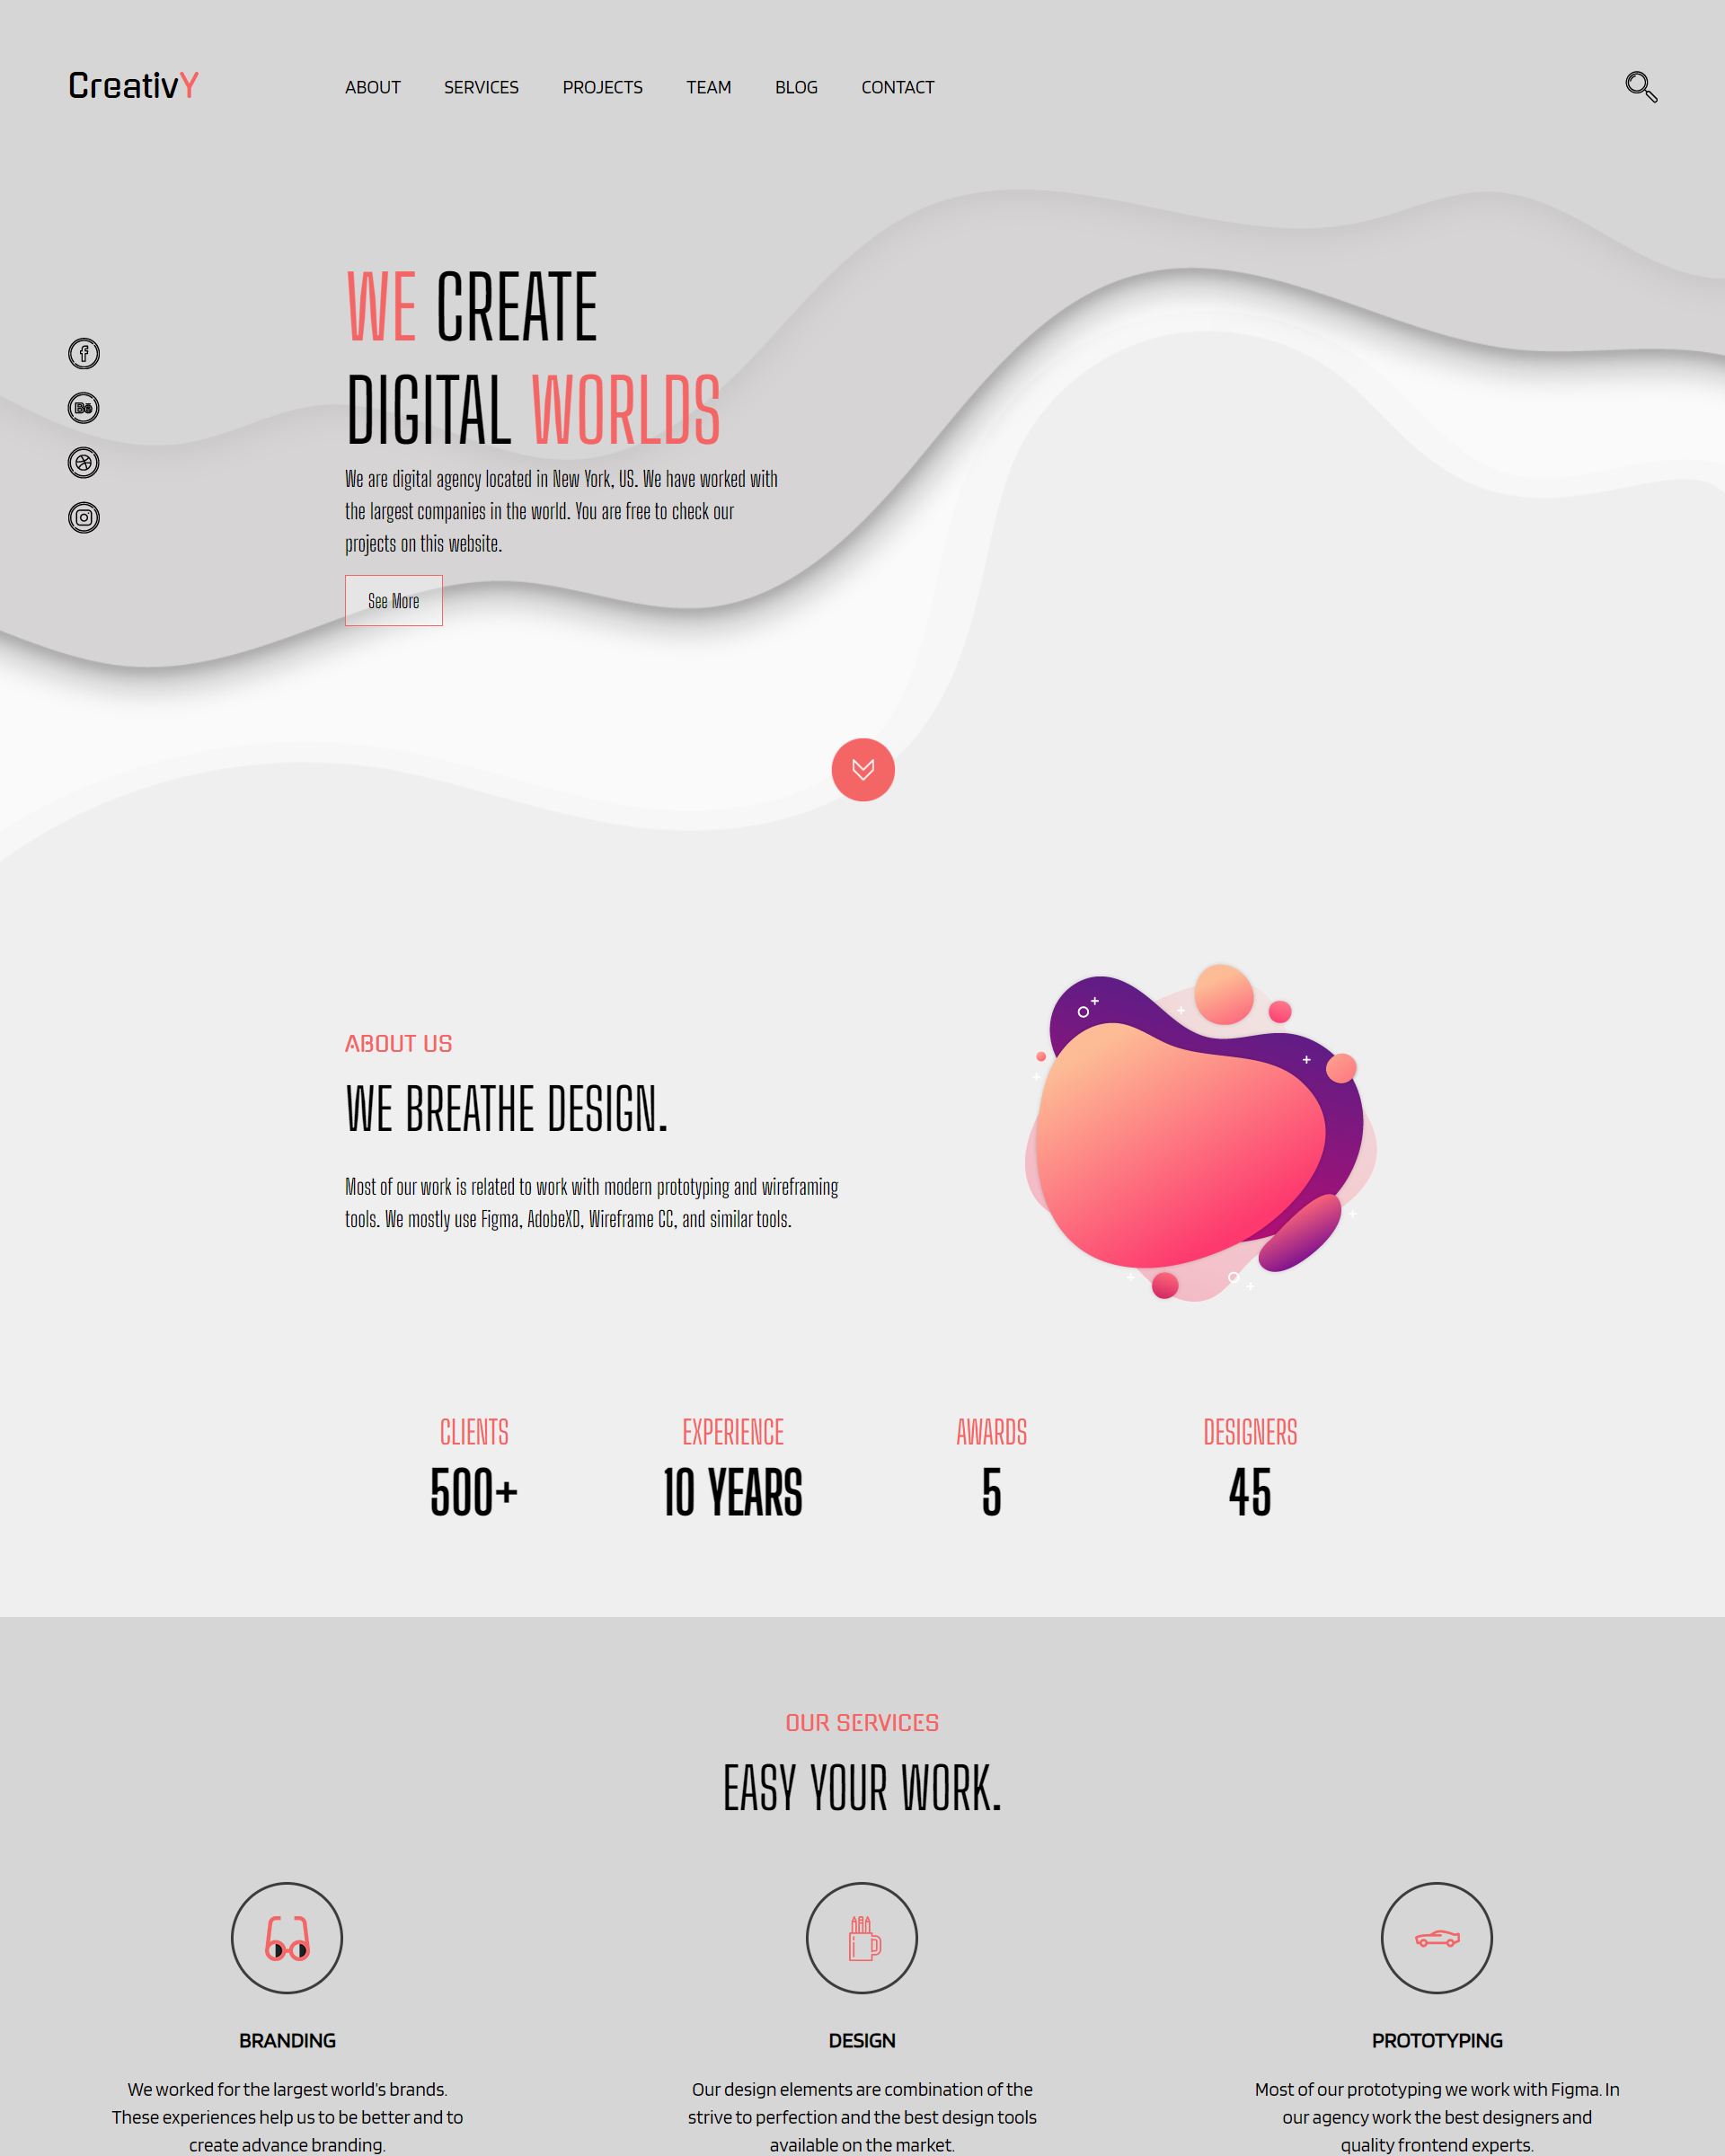 CreativY
ABOUT SERVICES PROJECTS TEAM BLOG CONTACT
WE CREATE
DIGITAL WORLDS
We are digital agency located in New York, US. We have worked with
the largest companies in the world. You are free to check our
projects on this website.
See More
Bē
ABOUT US
WE BREATHE DESIGN.
Most of our work is related to work with modern prototyping and wireframing
tools. We mostly use Figma, AdobeXD, Wireframe CC, and similar tools.
CLIENTS EXPERIENCE AWARDS DESIGNERS
500+ 10 YEARS 5 45
OUR SERVICES
EASY YOUR WORK.
BRANDING
We worked for the largest world's brands.
These experiences help us to be better and to
create advance branding.
DESIGN
Our design elements are combination of the
strive to perfection and the best design tools
available on the market.
PROTOTYPING
Most of our prototyping we work with Figma. In
our agency work the best designers and
quality frontend experts.